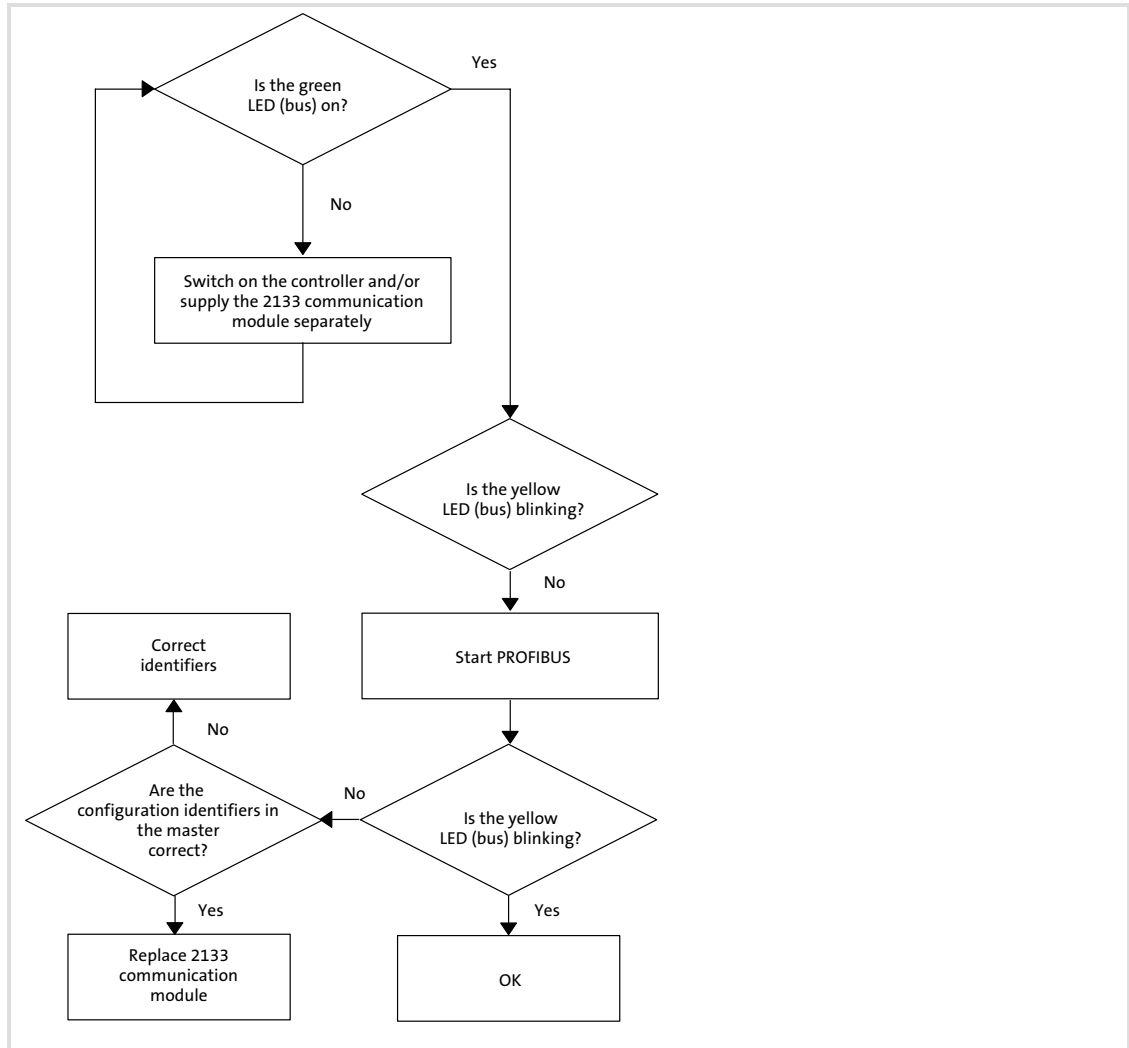 Yes
Is the green
LED (bus) on?
No
Switch on the controller and/or
supply the 2133 communication
module separately
Is the yellow
LED (bus) blinking?
No
Correct
identifiers
Start PROFIBUS
No
Are the
configuration identifiers in
the master
correct?
No
Is the yellow
LED (bus) blinking?
Yes
Yes
Replace 2133
communication
module
OK